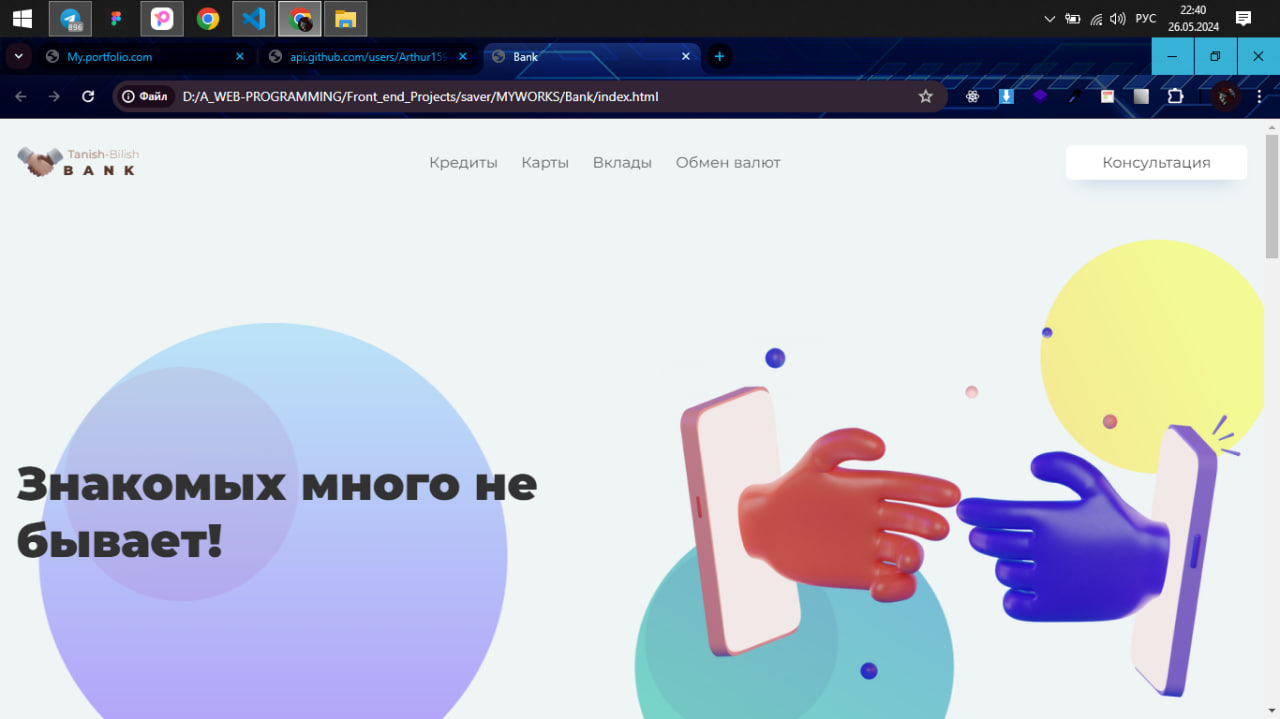 896
РУС
22:40
26.05.2024
My.portfolio.com
api.github.com/users/Arthur159
Bank
Файл
D:/A_WEB-PROGRAMMING/Front_end_Projects/saver/MYWORKS/Bank/index.html
Tanish-Bilish
BANK
Кредиты Карты Вклады Обмен валют
Консультация
Знакомых много не
бывает!